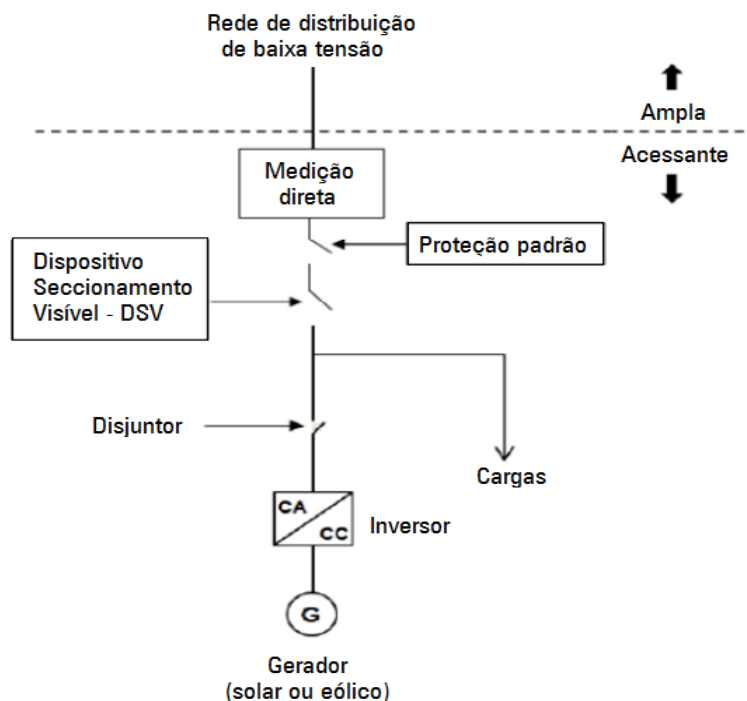 Rede de distribuição
de baixa tensão
Ampla
Acessante
Medição
direta
Proteção padrão
Dispositivo
Seccionamento
Visível - DSV
Disjuntor
Cargas
CA
CC
Inversor
G
Gerador
(solar ou eólico)